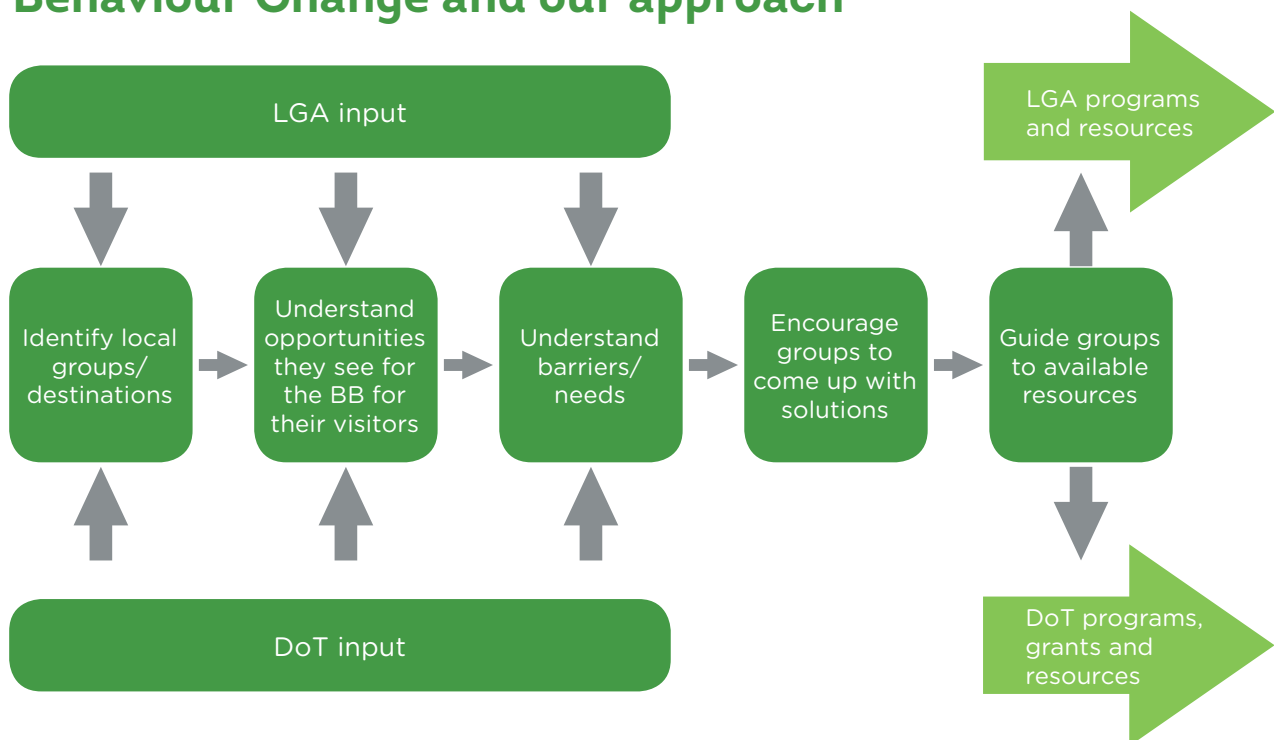 Behaviour Change and our approach
LGA input
LGA programs
and resources
Identify local
groups/
destinations
Understand
opportunities
they see for
the BB for
their visitors
Understand
barriers/
needs
Encourage
groups to
come up with
solutions
Guide groups
to available
resources
DoT input
DoT programs,
grants and
resources